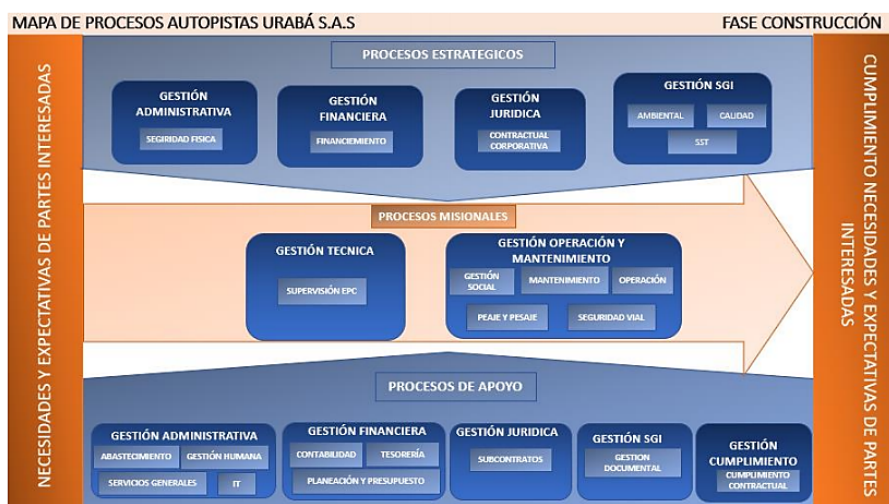 MAPA DE PROCESOS AUTOPISTAS URABÁ S.A.S
FASE CONSTRUCCIÓN
NECESIDADES Y EXPECTATIVAS DE PARTES INTERESADAS
PROCESOS ESTRATEGICOS
GESTIÓN
ADMINISTRATIVA
SEGIRIDAD FISICA
GESTIÓN
FINANCIERA
FINANCIEMIENTO
GESTIÓN
JURIDICA
CONTRACTUAL
CORPORATIVA
GESTIÓN SGI
AMBIENTAL
CALIDAD
SST
PROCESOS MISIONALES
GESTIÓN TECNICA
SUPERVISIÓN EPC
GESTIÓN OPERACIÓN Y
MANTENIMIENTO
GESTIÓN
SOCIAL
MANTENIMIENTO
OPERACIÓN
PEAJE Y PESAJE
SEGURIDAD VIAL
PROCESOS DE APOYO
GESTIÓN ADMINISTRATIVA
ABASTECIMIENTO
GESTIÓN HUMANA
SERVICIOS GENERALES
IT
GESTIÓN FINANCIERA
CONTABILIDAD
TESORERÍA
PLANEACIÓN Y PRESUPUESTO
GESTIÓN JURIDICA
SUBCONTRATOS
GESTIÓN SGI
GESTION
DOCUMENTAL
GESTIÓN
CUMPLIMIENTO
CUMPLIMIENTO
CONTRACTUAL
CUMPLIMIENTO NECESIDADES Y EXPECTATIVAS DE PARTES
INTERESADAS